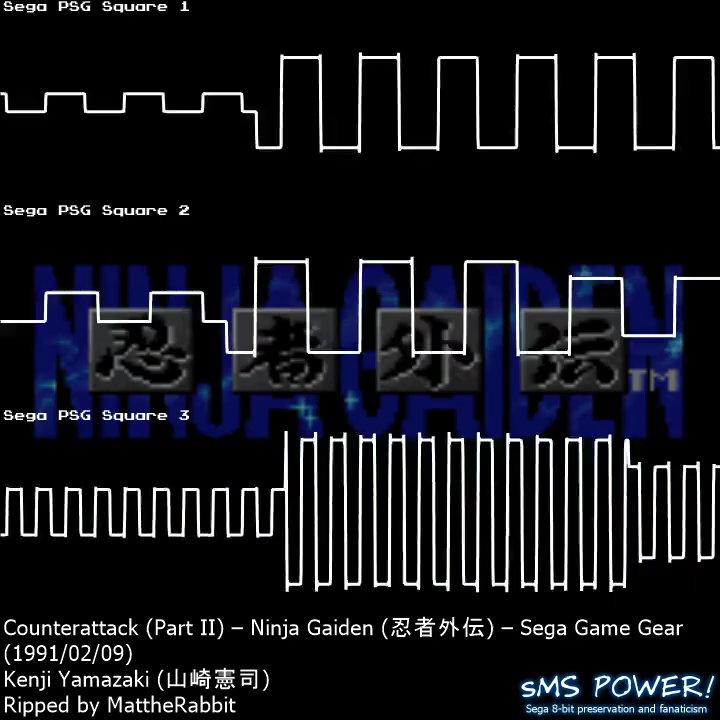 Sega PSG Square 1
Sega PSG Square 2
NINJA GAIDEN
忍者外伝
TM
Sega PSG Square 3
Counterattack (Part II) – Ninja Gaiden (忍者外伝) – Sega Game Gear
(1991/02/09)
Kenji Yamazaki (山崎憲司)
Ripped by MattheRabbit
sMS POWER!
Sega 8-bit preservation and fanaticism